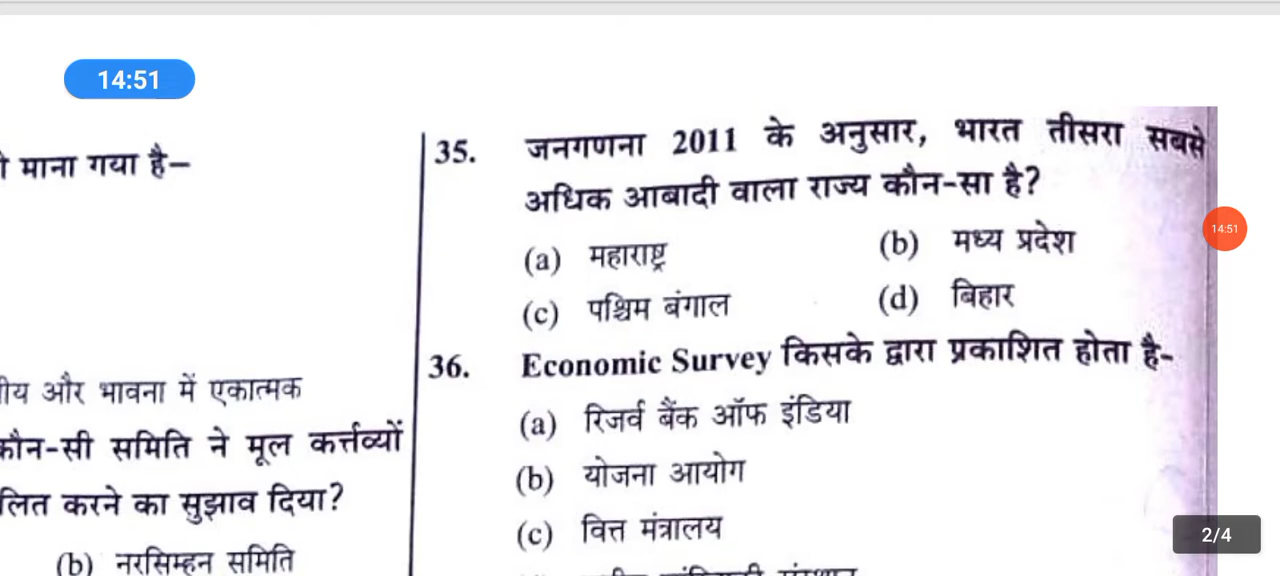 14:51
माना गया है–
35. जनगणना 2011 के अनुसार, भारत तीसरा सबसे
अधिक आबादी वाला राज्य कौन-सा है?
14:51
(a) महाराष्ट्र (b) मध्य प्रदेश
(c) पश्चिम बंगाल (d) बिहार
36. Economic Survey किसके द्वारा प्रकाशित होता है-
(a) रिजर्व बैंक ऑफ इंडिया
(b) योजना आयोग
(c) वित्त मंत्रालय
और भावना में एकात्मक
कौन-सी समिति ने मूल कर्त्तव्यों
करने का सुझाव दिया?
(b) नरसिम्हन समिति
2/4